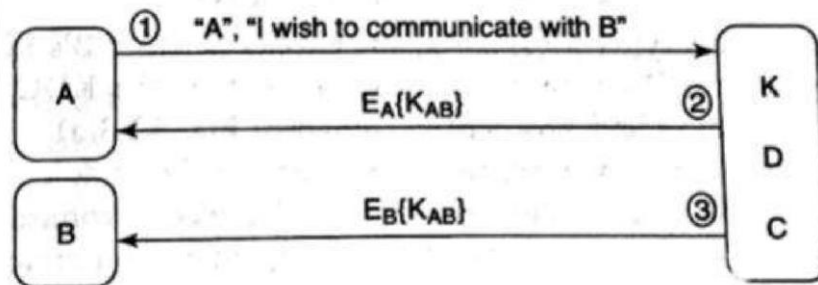 ① "A", "I wish to communicate with B"
A
E_A{K_AB}
②
K
D
C
B
E_B{K_AB}
③